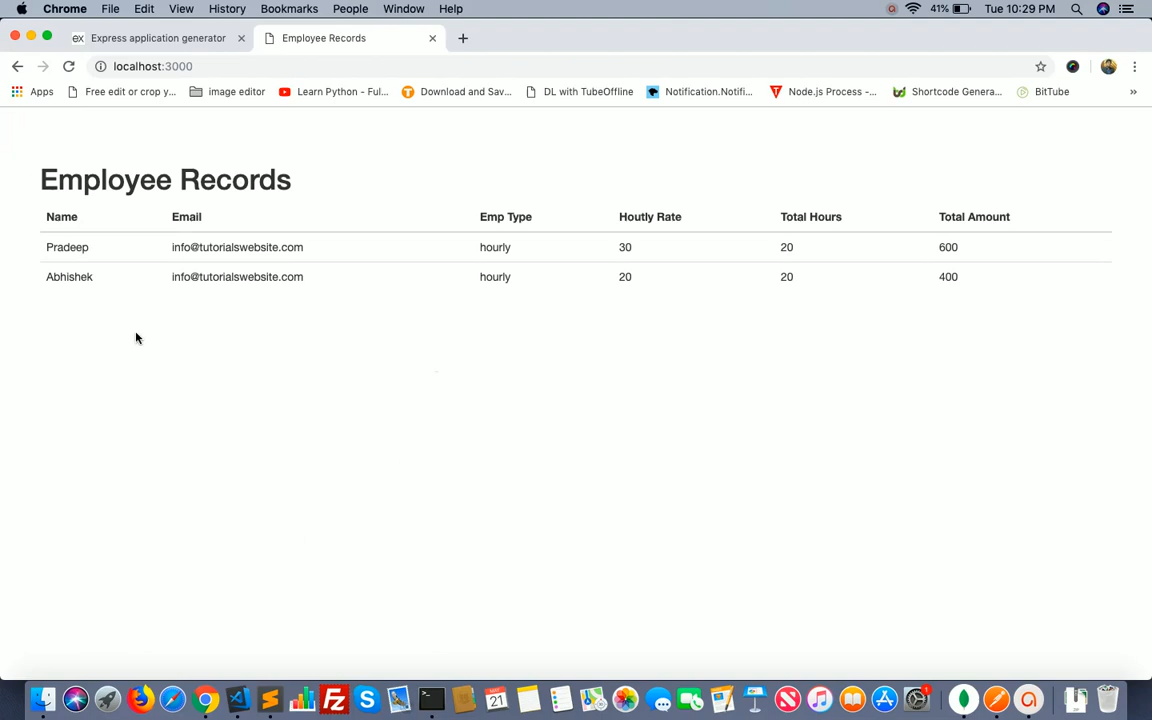 Chrome File Edit View History Bookmarks People Window Help 41% Tue 10:29 PM
ex Express application generator Employee Records
localhost:3000
Apps Free edit or crop y... image editor Learn Python - Ful... Download and Sav... DL with TubeOffline Notification.Notifi... Node.js Process -... Shortcode Genera... BitTube »
Employee Records
Name Email Emp Type Houtly Rate Total Hours Total Amount
Pradeep info@tutorialswebsite.com hourly 30 20 600
Abhishek info@tutorialswebsite.com hourly 20 20 400
21
1